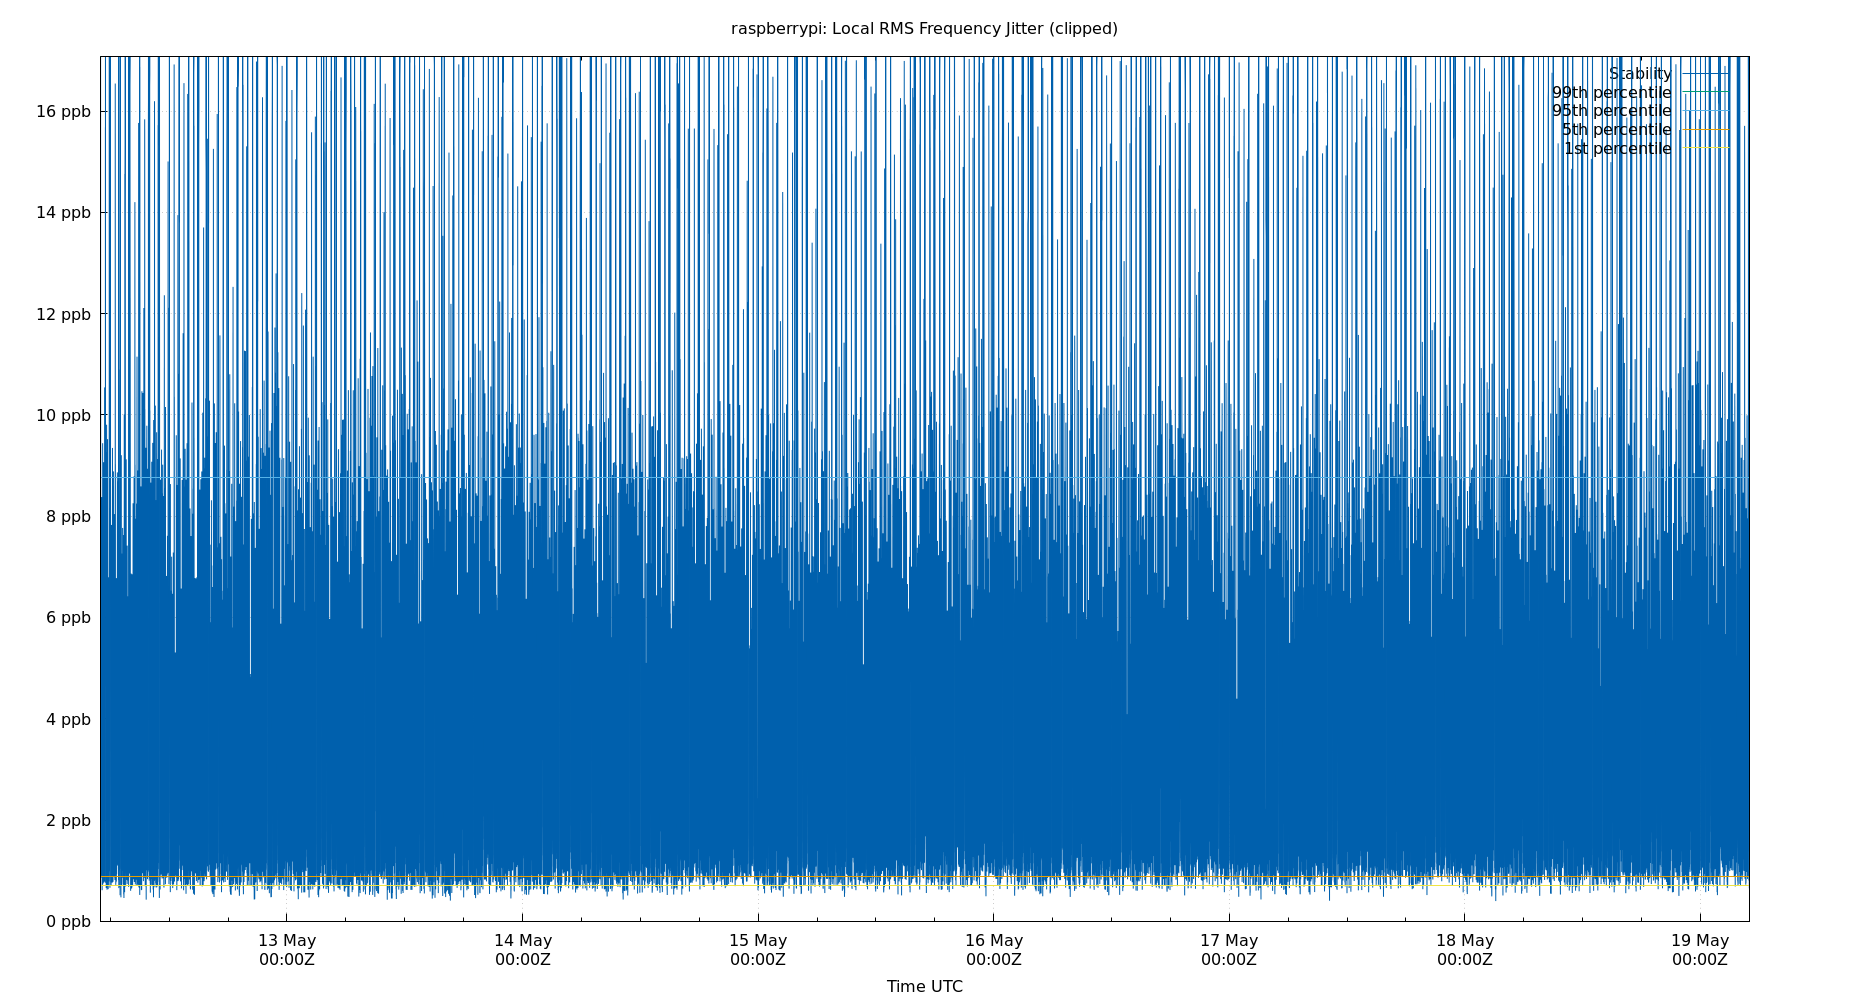 raspberrypi: Local RMS Frequency Jitter (clipped)
Stability
99th percentile
95th percentile
5th percentile
1st percentile
16 ppb
14 ppb
12 ppb
10 ppb
8 ppb
6 ppb
4 ppb
2 ppb
0 ppb
13 May 14 May 15 May 16 May 17 May 18 May 19 May
00:00Z 00:00Z 00:00Z 00:00Z 00:00Z 00:00Z 00:00Z
Time UTC